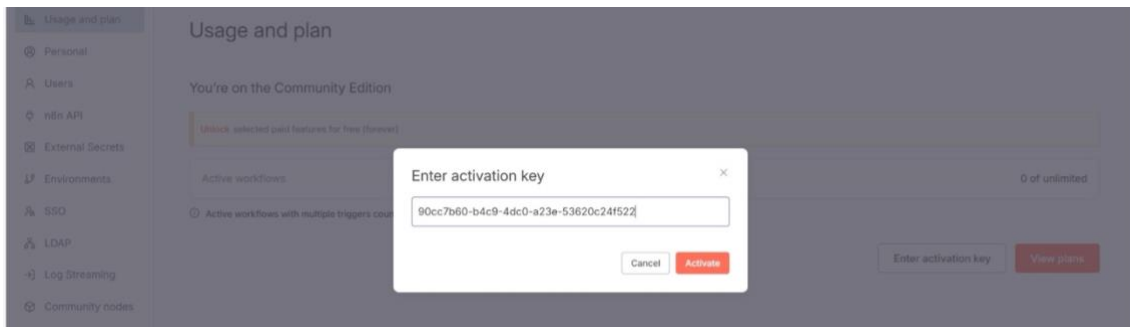 Usage and plan
Personal
Users
n8n API
External Secrets
Environments
SSO
LDAP
Log Streaming
Community nodes
Usage and plan
You're on the Community Edition
Unlock selected paid features for free (forever)
Active workflows
0 of unlimited
Active workflows with multiple triggers coun
Enter activation key
View plans
Enter activation key
90cc7b60-b4c9-4dc0-a23e-53620c24f522
Cancel
Activate